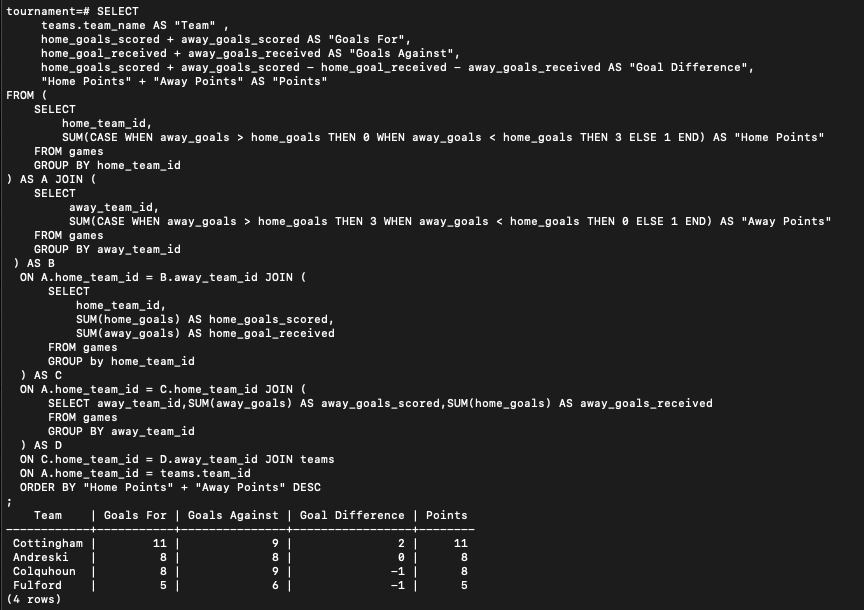 tournament=# SELECT
teams.team_name AS "Team" ,
home_goals_scored + away_goals_scored AS "Goals For",
home_goal_received + away_goals_received AS "Goals Against",
home_goals_scored + away_goals_scored - home_goal_received - away_goals_received AS "Goal Difference",
"Home Points" + "Away Points" AS "Points"
FROM (
SELECT
home_team_id,
SUM(CASE WHEN away_goals > home_goals THEN 0 WHEN away_goals < home_goals THEN 3 ELSE 1 END) AS "Home Points"
FROM games
GROUP BY home_team_id
) AS A JOIN (
SELECT
away_team_id,
SUM(CASE WHEN away_goals > home_goals THEN 3 WHEN away_goals < home_goals THEN 0 ELSE 1 END) AS "Away Points"
FROM games
GROUP BY away_team_id
) AS B
ON A.home_team_id = B.away_team_id JOIN (
SELECT
home_team_id,
SUM(home_goals) AS home_goals_scored,
SUM(away_goals) AS home_goal_received
FROM games
GROUP by home_team_id
) AS C
ON A.home_team_id = C.home_team_id JOIN (
SELECT away_team_id,SUM(away_goals) AS away_goals_scored,SUM(home_goals) AS away_goals_received
FROM games
GROUP BY away_team_id
) AS D
ON C.home_team_id = D.away_team_id JOIN teams
ON A.home_team_id = teams.team_id
ORDER BY "Home Points" + "Away Points" DESC
;
Team | Goals For | Goals Against | Goal Difference | Points
------------+-----------+---------------+-----------------+--------
Cottingham | 11 | 9 | 2 | 11
Andreski | 8 | 8 | 0 | 8
Colquhoun | 8 | 9 | -1 | 8
Fulford | 5 | 6 | -1 | 5
(4 rows)